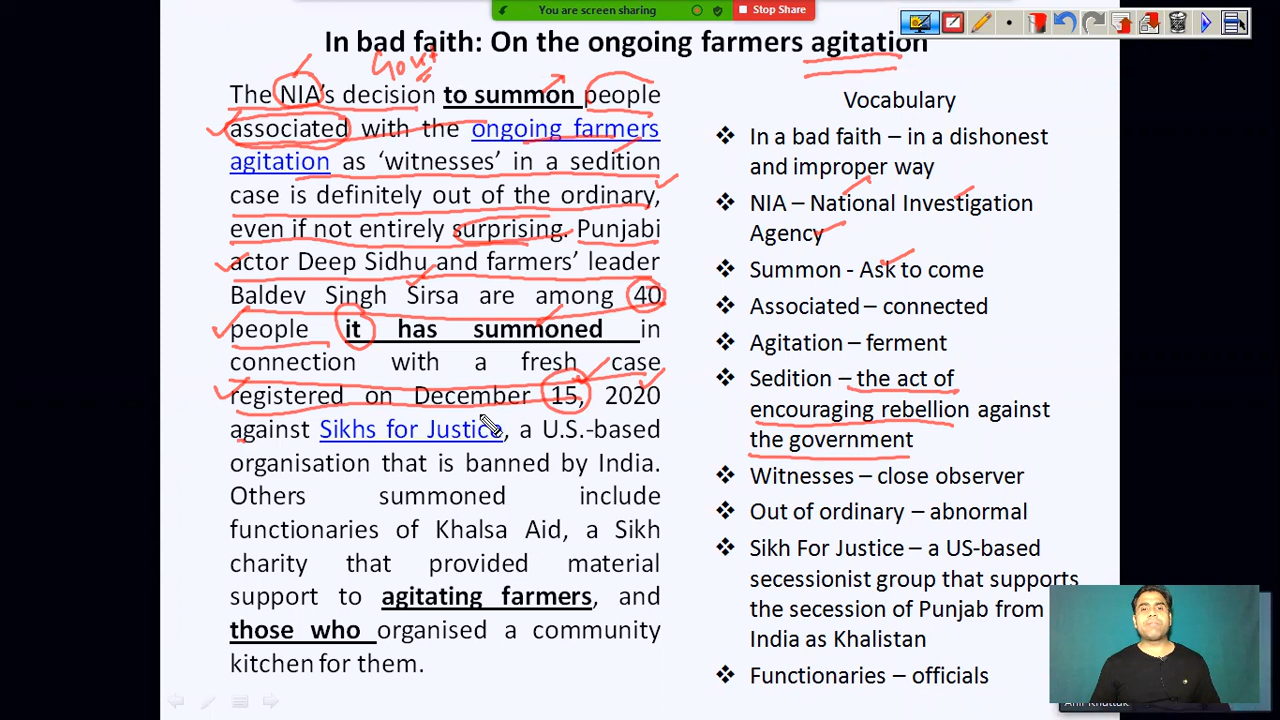 You are screen sharing
Stop Share
In bad faith: On the ongoing farmers agitation
Govt
The NIA's decision to summon people
associated with the ongoing farmers
agitation as 'witnesses' in a sedition
case is definitely out of the ordinary,
even if not entirely surprising. Punjabi
actor Deep Sidhu and farmers' leader
Baldev Singh Sirsa are among 40
people it has summoned in
connection with a fresh case
registered on December 15, 2020
against Sikhs for Justice, a U.S.-based
organisation that is banned by India.
Others summoned include
functionaries of Khalsa Aid, a Sikh
charity that provided material
support to agitating farmers, and
those who organised a community
kitchen for them.
Vocabulary
❖ In a bad faith – in a dishonest
and improper way
❖ NIA – National Investigation
Agency
❖ Summon - Ask to come
❖ Associated – connected
❖ Agitation – ferment
❖ Sedition – the act of
encouraging rebellion against
the government
❖ Witnesses – close observer
❖ Out of ordinary – abnormal
❖ Sikh For Justice – a US-based
secessionist group that supports
the secession of Punjab from
India as Khalistan
❖ Functionaries – officials